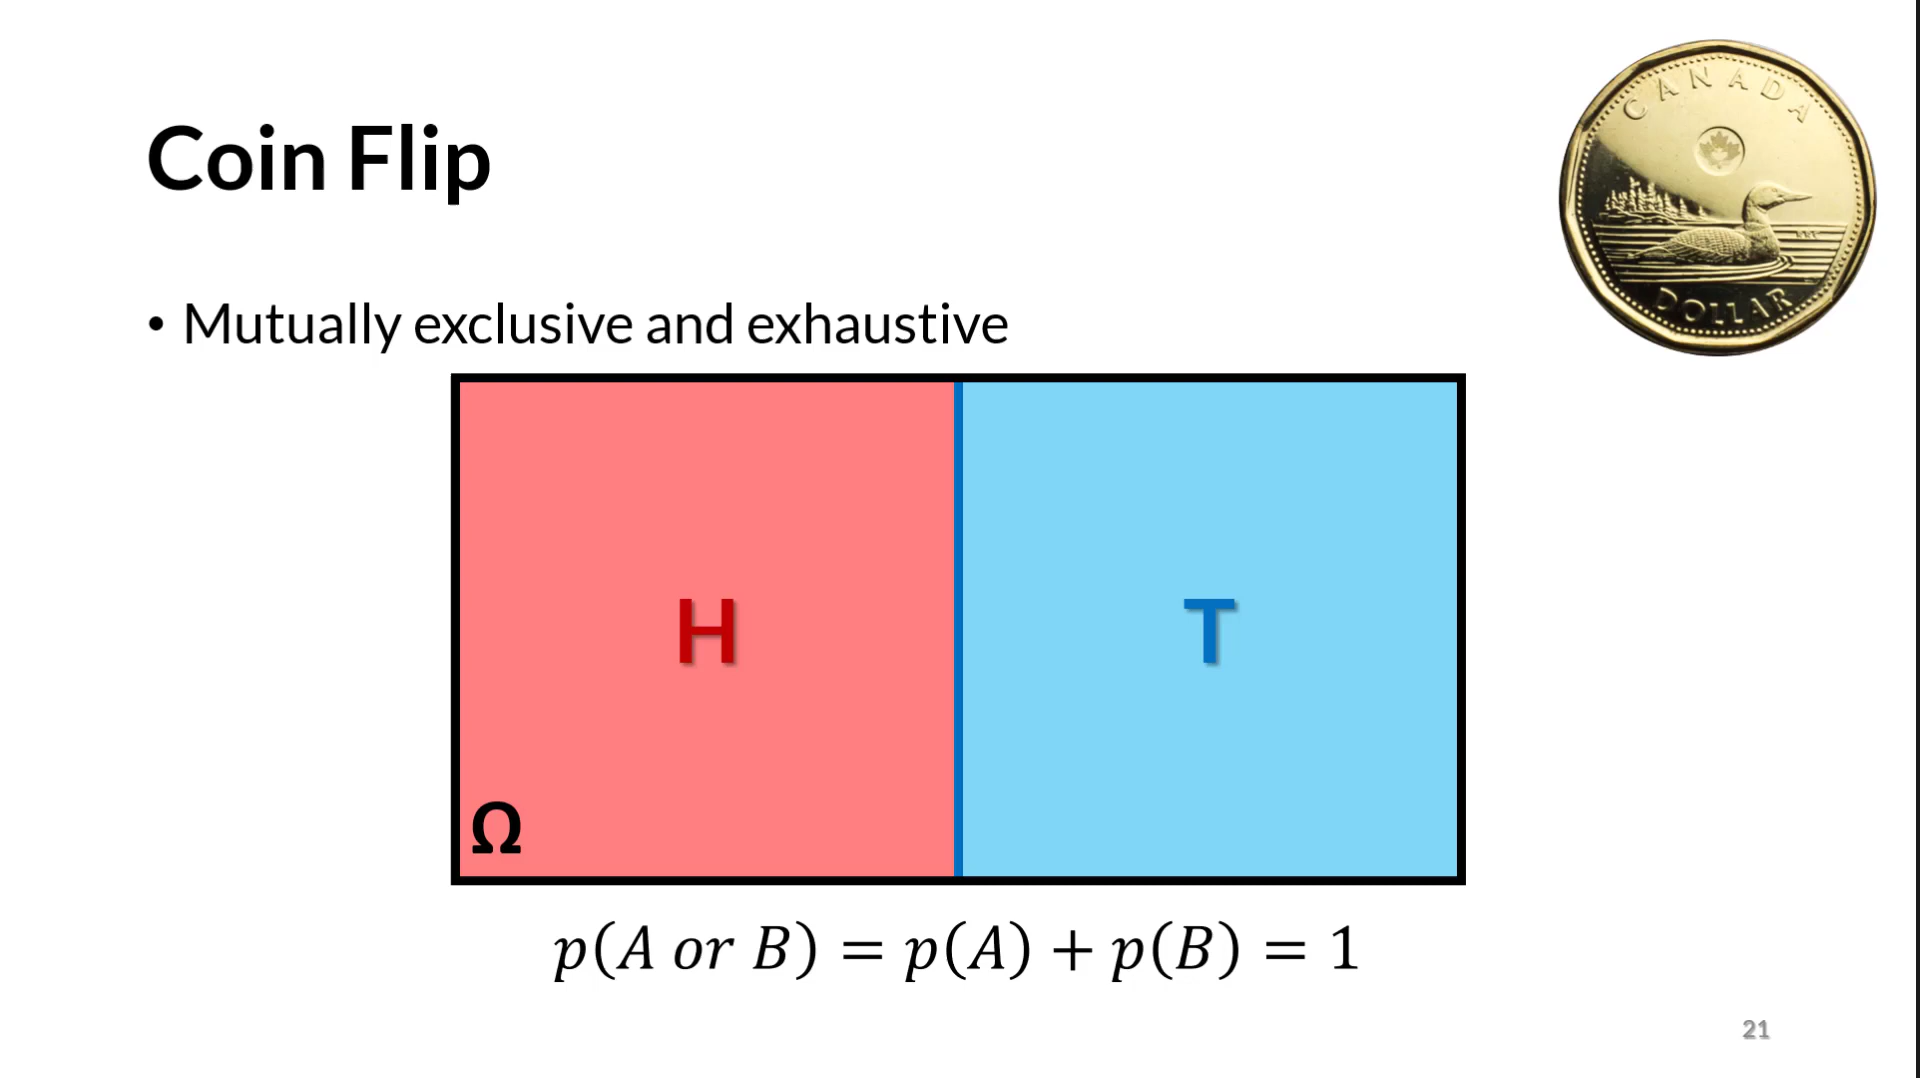 CANADA
Coin Flip
DOLLAR
• Mutually exclusive and exhaustive
H
T
Ω
p(A or B) = p(A) + p(B) = 1
21